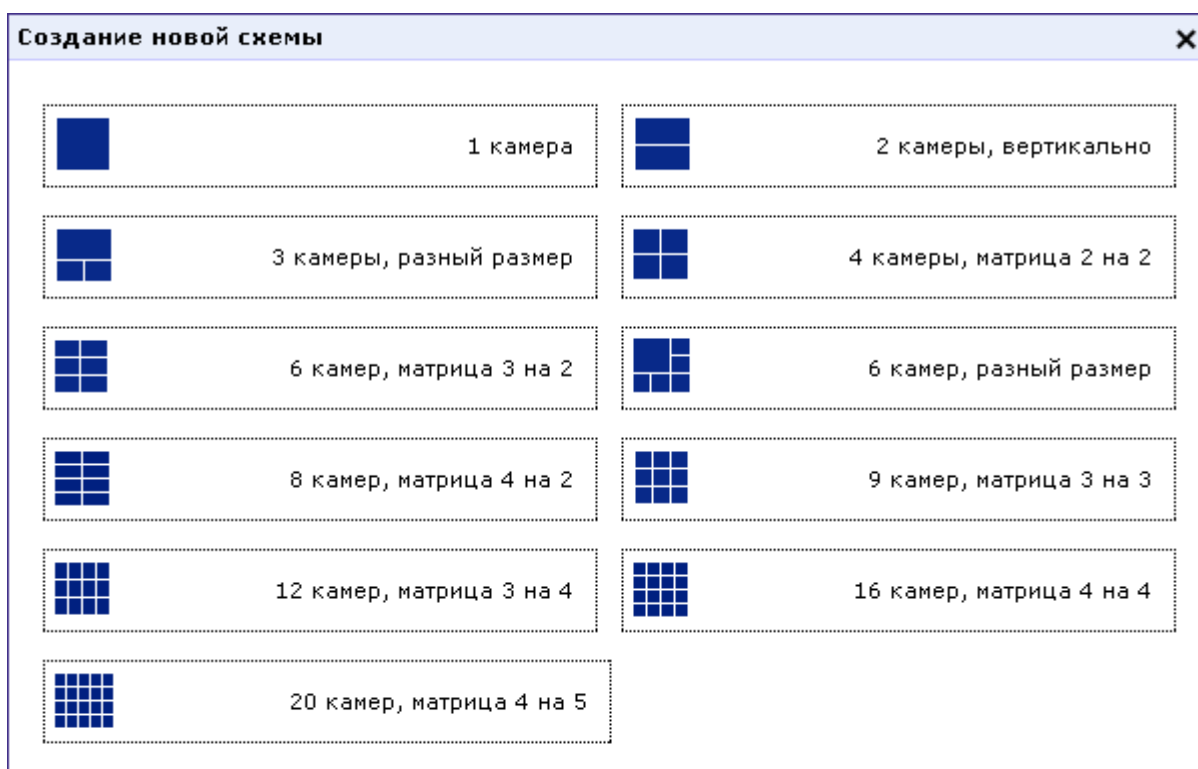 Создание новой схемы
1 камера
2 камеры, вертикально
3 камеры, разный размер
4 камеры, матрица 2 на 2
6 камер, матрица 3 на 2
6 камер, разный размер
8 камер, матрица 4 на 2
9 камер, матрица 3 на 3
12 камер, матрица 3 на 4
16 камер, матрица 4 на 4
20 камер, матрица 4 на 5